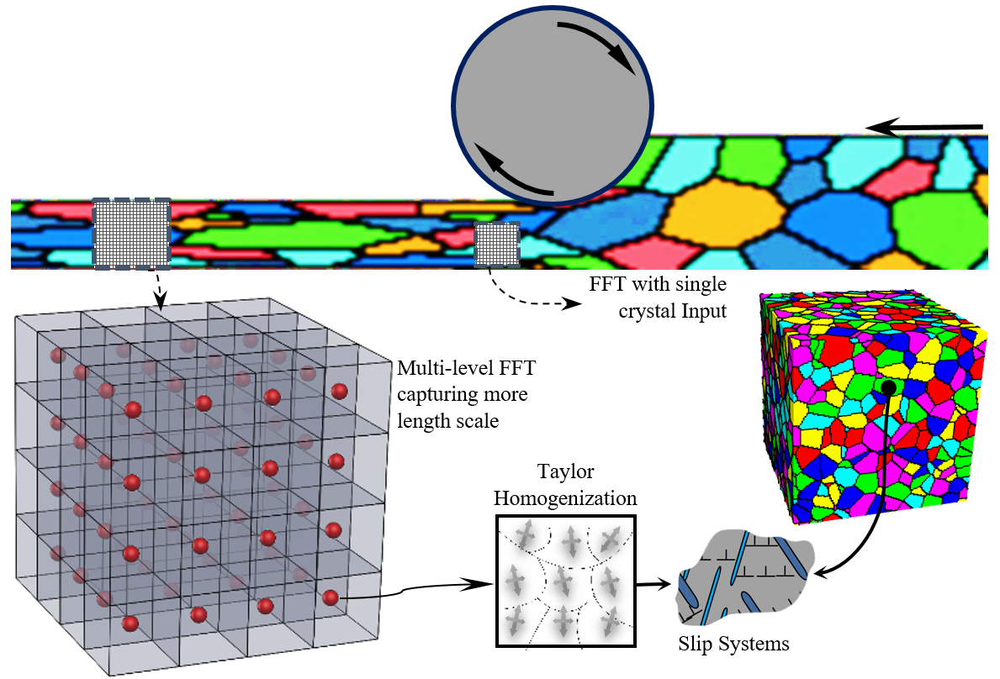 FFT with single
crystal Input
Multi-level FFT
capturing more
length scale
Taylor
Homogenization
Slip Systems